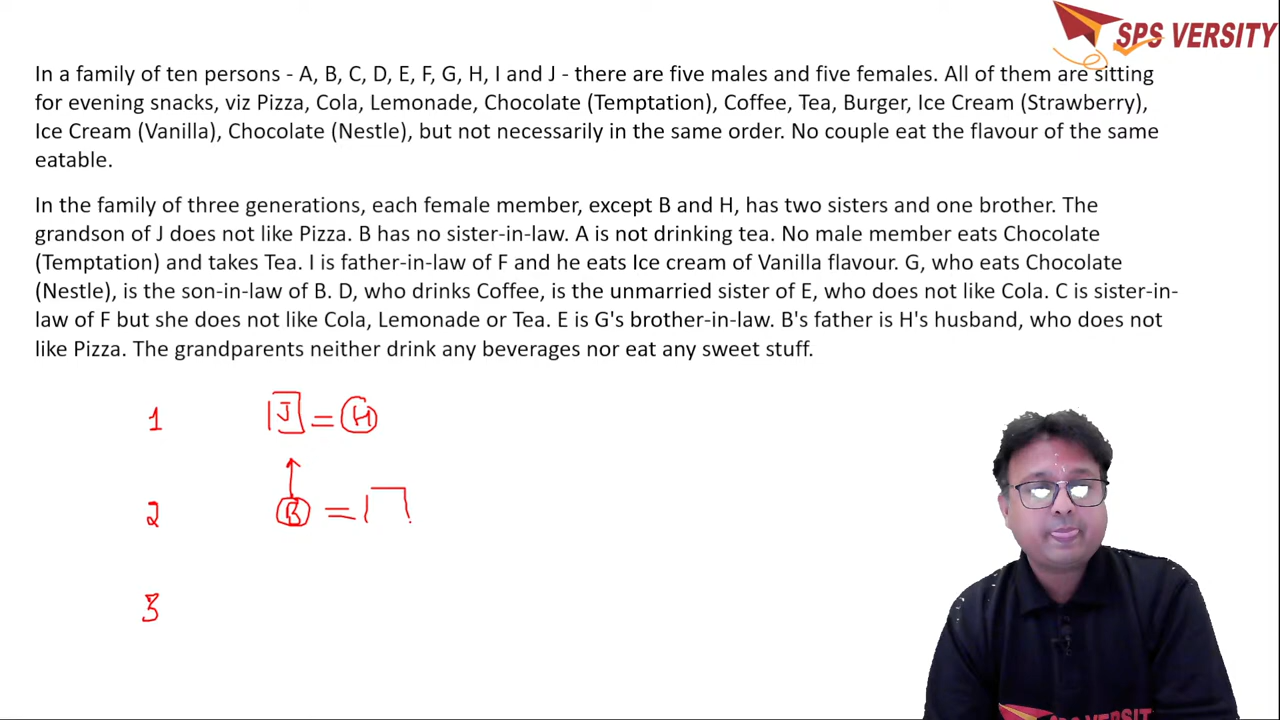 SPS VERSITY
In a family of ten persons - A, B, C, D, E, F, G, H, I and J - there are five males and five females. All of them are sitting
for evening snacks, viz Pizza, Cola, Lemonade, Chocolate (Temptation), Coffee, Tea, Burger, Ice Cream (Strawberry),
Ice Cream (Vanilla), Chocolate (Nestle), but not necessarily in the same order. No couple eat the flavour of the same
eatable.
In the family of three generations, each female member, except B and H, has two sisters and one brother. The
grandson of J does not like Pizza. B has no sister-in-law. A is not drinking tea. No male member eats Chocolate
(Temptation) and takes Tea. I is father-in-law of F and he eats Ice cream of Vanilla flavour. G, who eats Chocolate
(Nestle), is the son-in-law of B. D, who drinks Coffee, is the unmarried sister of E, who does not like Cola. C is sister-in-
law of F but she does not like Cola, Lemonade or Tea. E is G's brother-in-law. B's father is H's husband, who does not
like Pizza. The grandparents neither drink any beverages nor eat any sweet stuff.
1 J = H
2 B =
3
SPS VERSITY